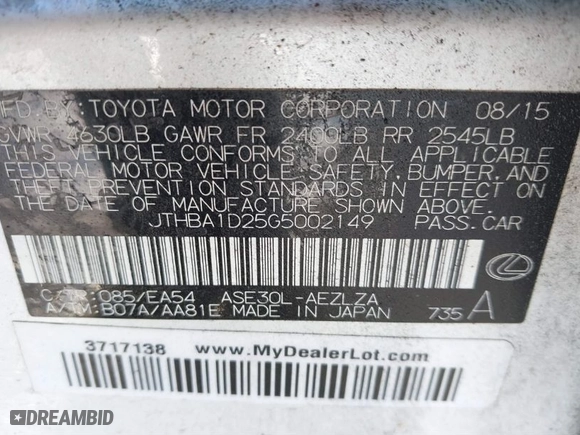 MFD.BY: TOYOTA MOTOR CORPORATION 08/15
GVWR 4630LB GAWR FR 2400LB RR 2545LB
THIS VEHICLE CONFORMS TO ALL APPLICABLE
FEDERAL MOTOR VEHICLE SAFETY, BUMPER, AND
THEFT PREVENTION STANDARDS IN EFFECT ON
THE DATE OF MANUFACTURE SHOWN ABOVE.
JTHBA1D25G5002149 PASS.CAR
C/TR: 085/EA54 ASE30L-AEZLZA
A/TM: B07A/AA81E MADE IN JAPAN 735 A
3717138 www.MyDealerLot.com
DREAMBID